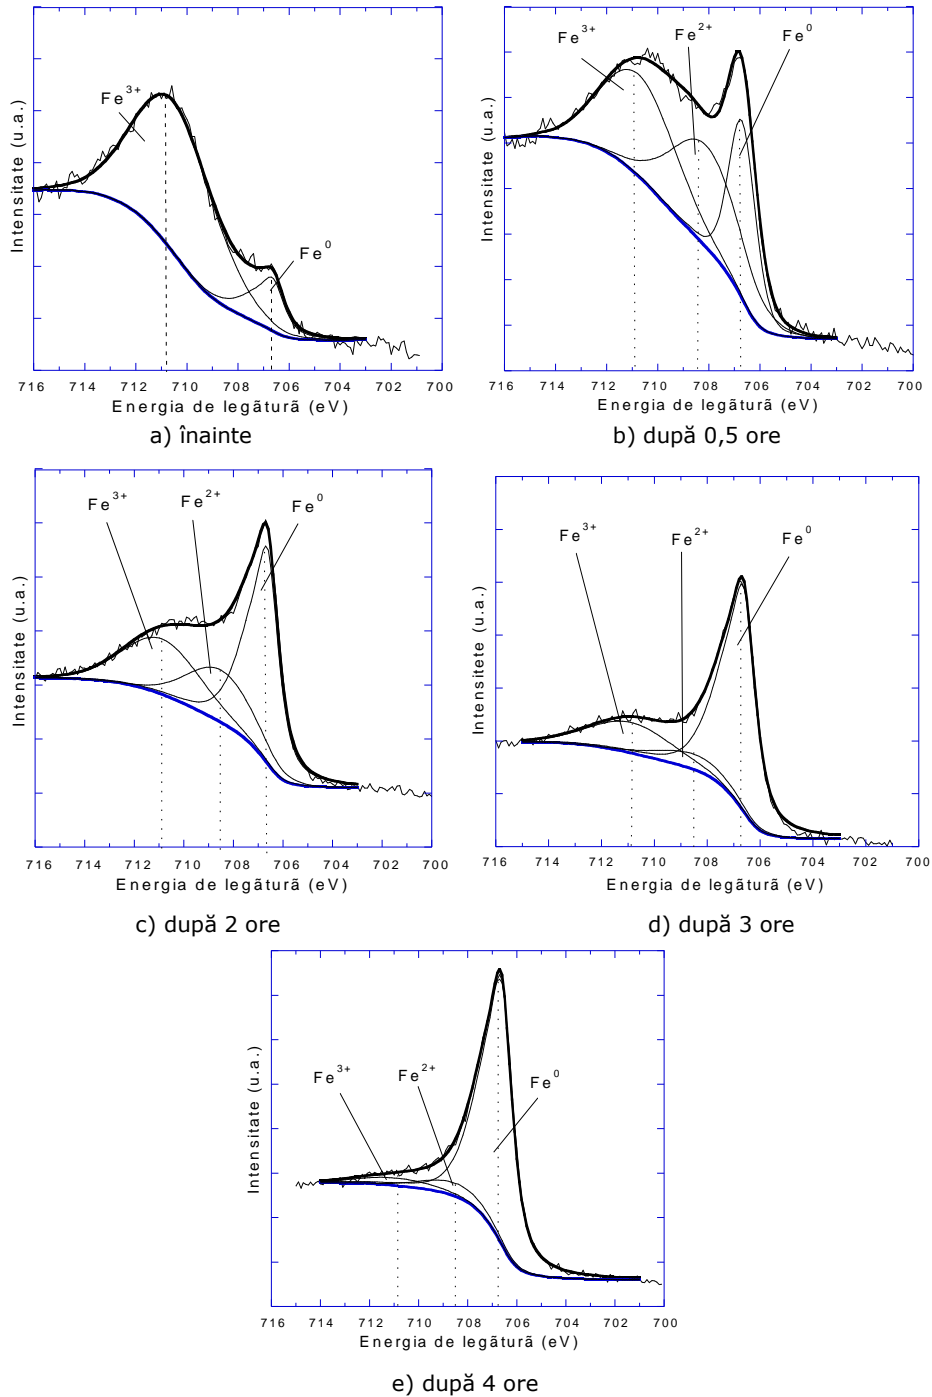 Intensitate (u.a.)
Fe3+
Fe0
716 714 712 710 708 706 704 702 700
Energia de legătură (eV)
a) înainte
Intensitate (u.a.)
Fe3+
Fe2+
Fe0
716 714 712 710 708 706 704 702 700
Energia de legătură (eV)
b) după 0,5 ore
Intensitate (u.a.)
Fe3+
Fe2+
Fe0
716 714 712 710 708 706 704 702 700
Energia de legătură (eV)
c) după 2 ore
Intensitete (u.a.)
Fe3+
Fe2+
Fe0
716 714 712 710 708 706 704 702 700
Energia de legătură (eV)
d) după 3 ore
Intensitate (u.a.)
Fe3+
Fe2+
Fe0
716 714 712 710 708 706 704 702 700
Energia de legătură (eV)
e) după 4 ore